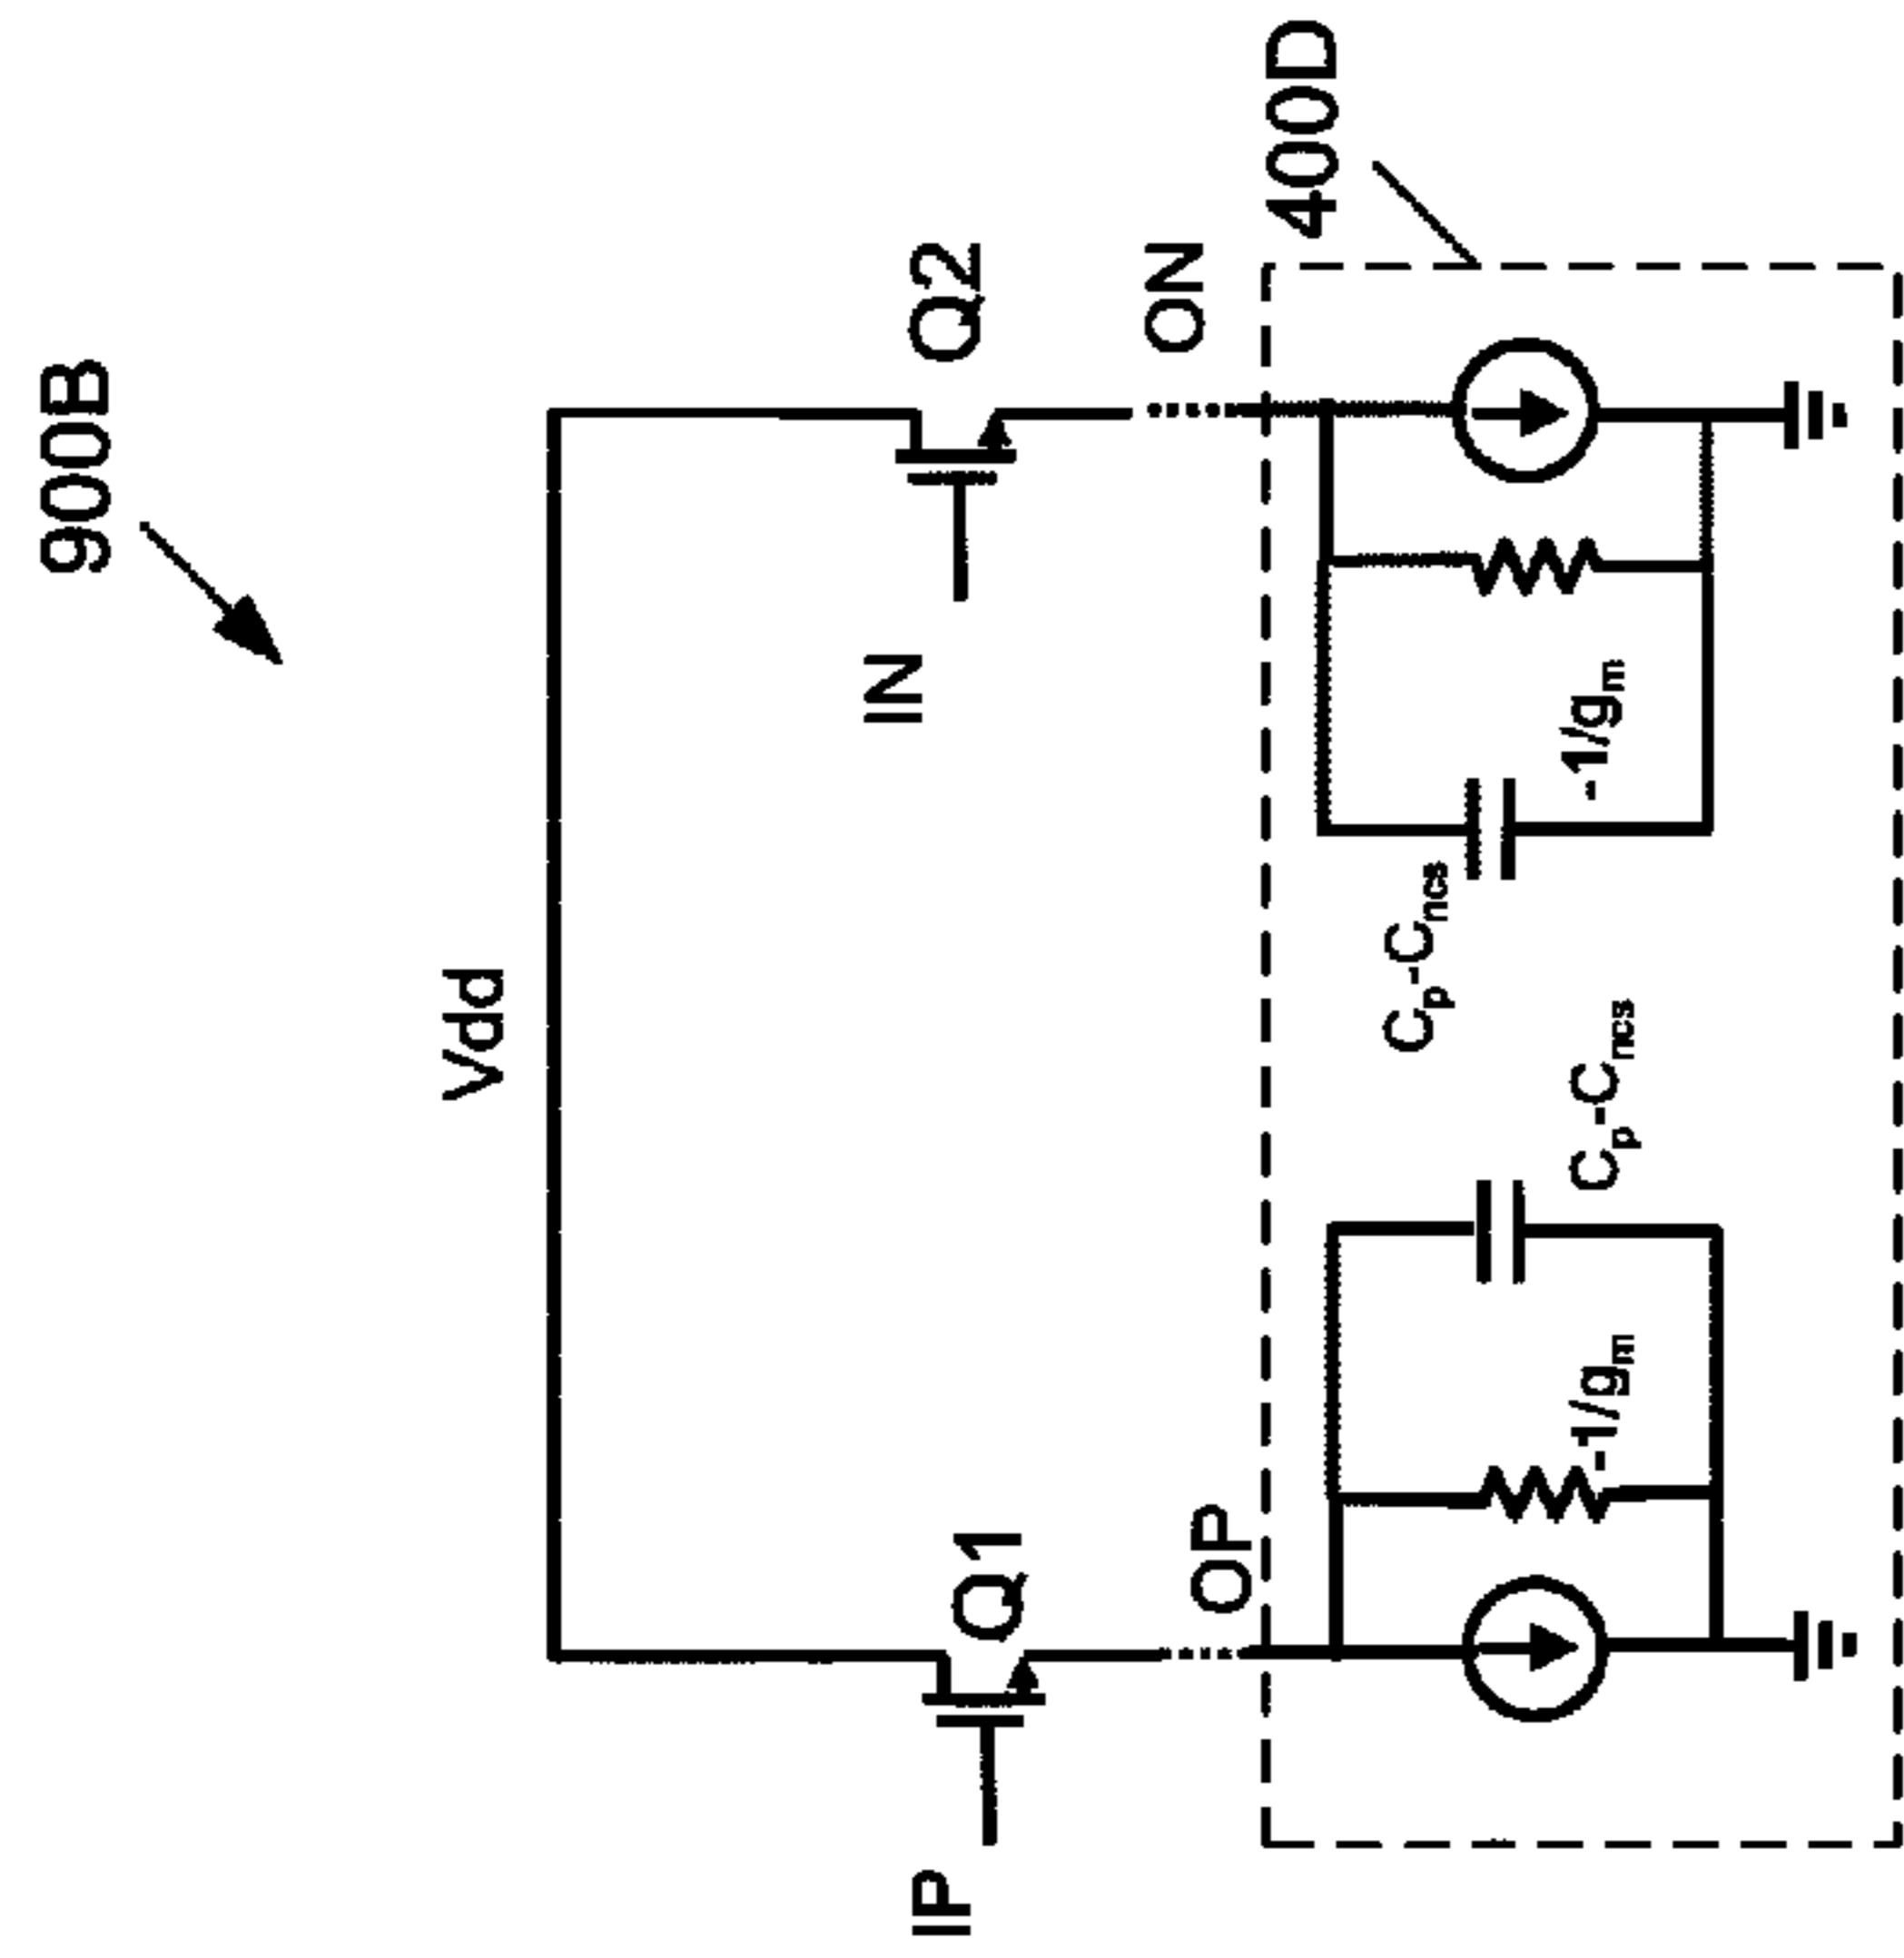 900B
Vdd
IP
Q1
IN
Q2
OP
ON
400D
-1/gm
Cp-Cncs
Cp-Cncs
-1/gm